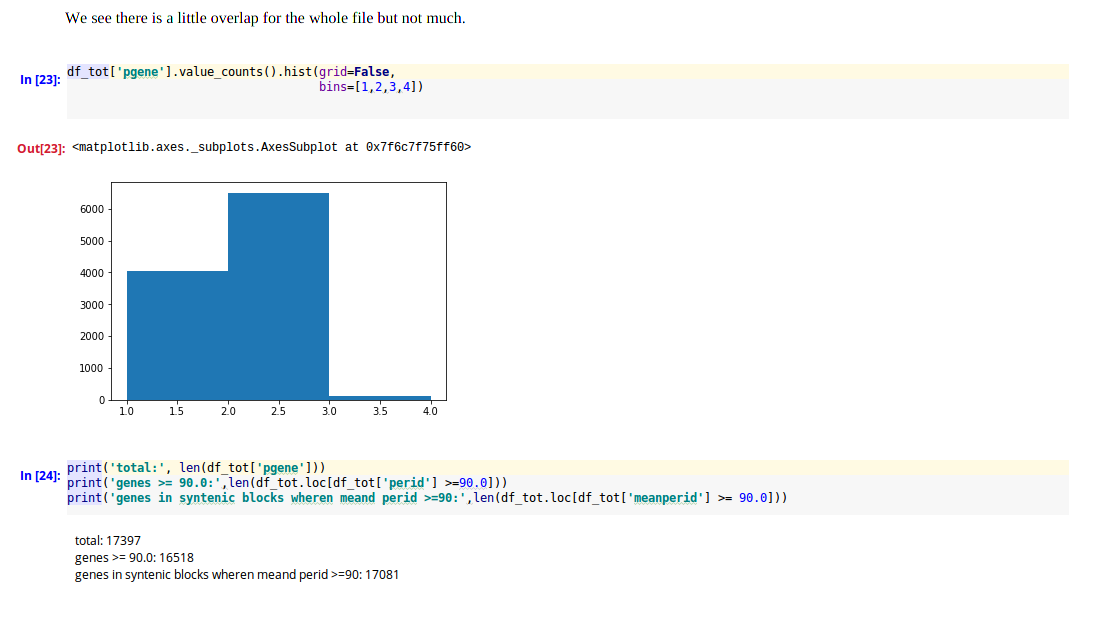 We see there is a little overlap for the whole file but not much.
In [23]: df_tot['pgene'].value_counts().hist(grid=False,
bins=[1,2,3,4])
Out[23]: <matplotlib.axes._subplots.AxesSubplot at 0x7f6c7f75ff60>
6000
5000
4000
3000
2000
1000
0
1.0 1.5 2.0 2.5 3.0 3.5 4.0
In [24]: print('total:', len(df_tot['pgene']))
print('genes >= 90.0:',len(df_tot.loc[df_tot['perid'] >=90.0]))
print('genes in syntenic blocks wheren meand perid >=90:',len(df_tot.loc[df_tot['meanperid'] >= 90.0]))
total: 17397
genes >= 90.0: 16518
genes in syntenic blocks wheren meand perid >=90: 17081